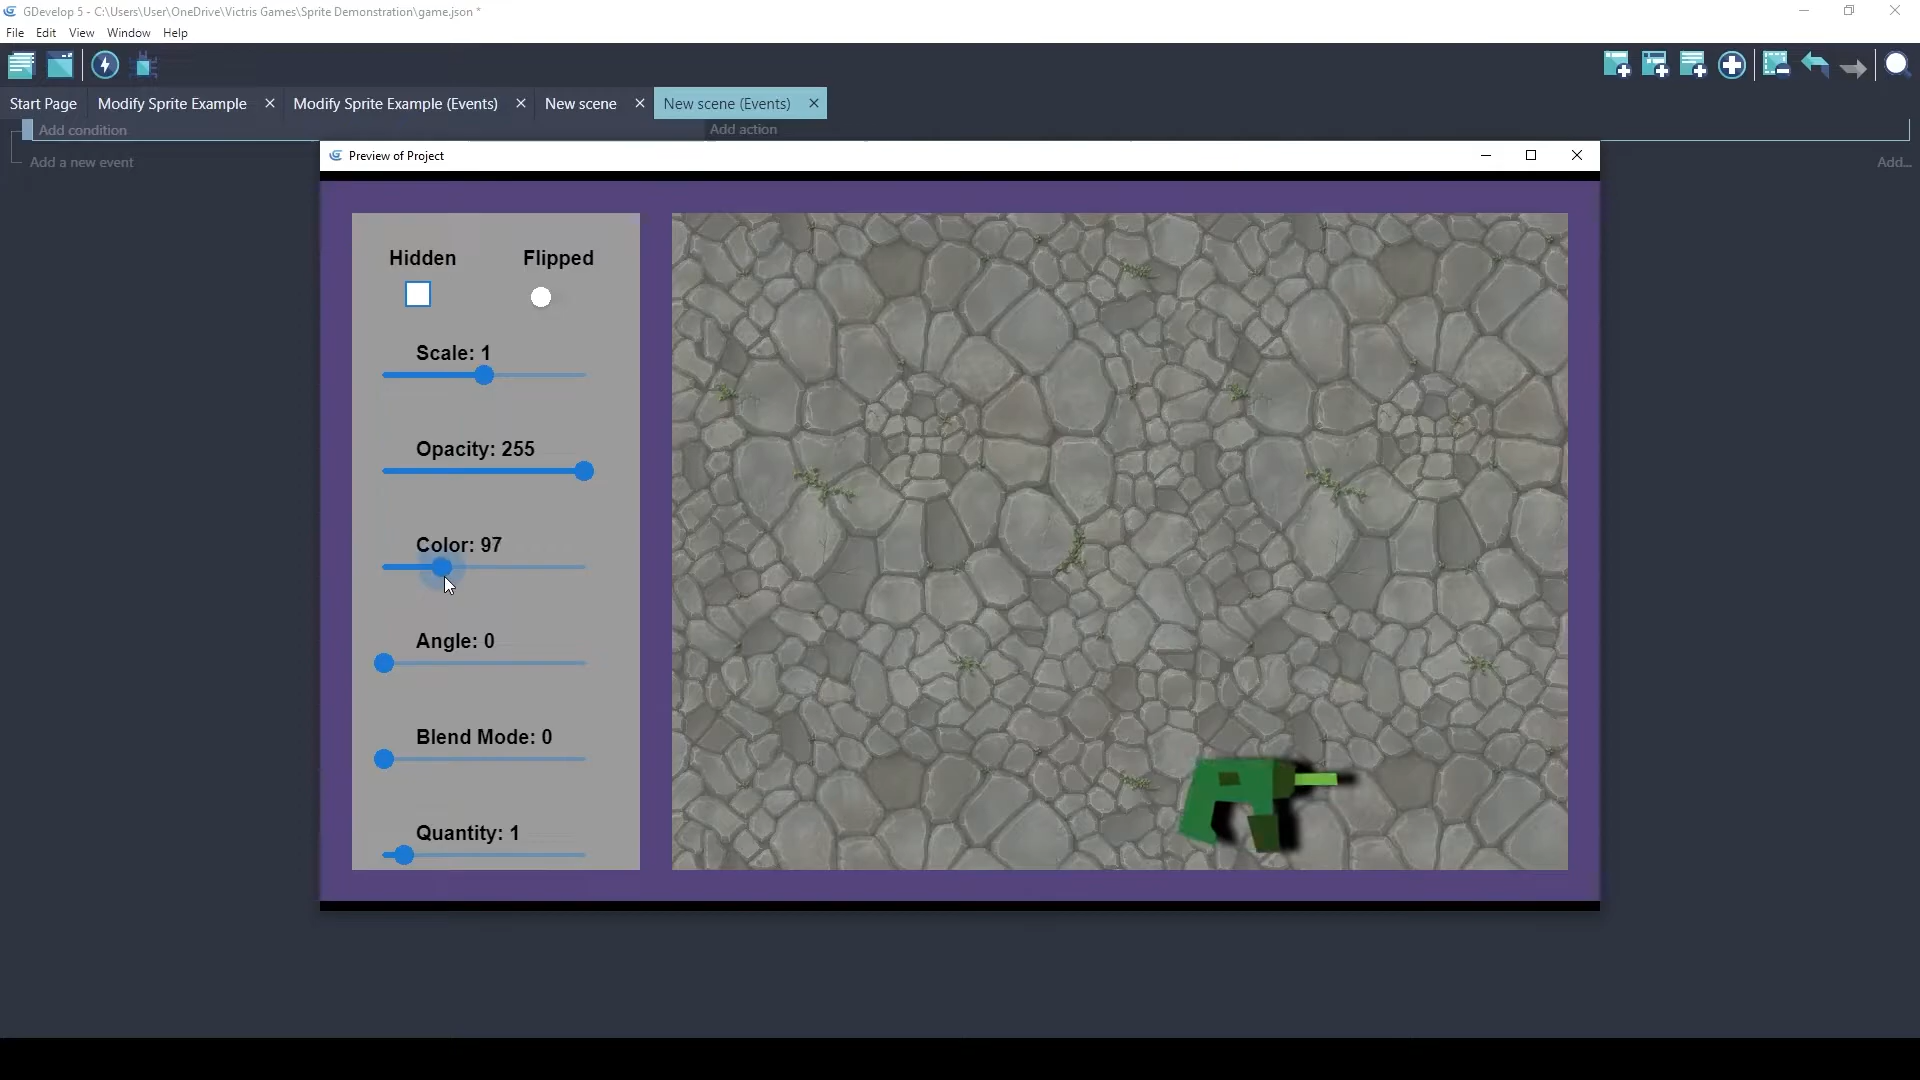 GDevelop 5 - C:\Users\User\OneDrive\Victris Games\Sprite Demonstration\game.json *
File Edit View Window Help
Start Page Modify Sprite Example Modify Sprite Example (Events) New scene New scene (Events)
Add condition Add action
Add a new event Add...
Preview of Project
Hidden Flipped
Scale: 1
Opacity: 255
Color: 97
Angle: 0
Blend Mode: 0
Quantity: 1